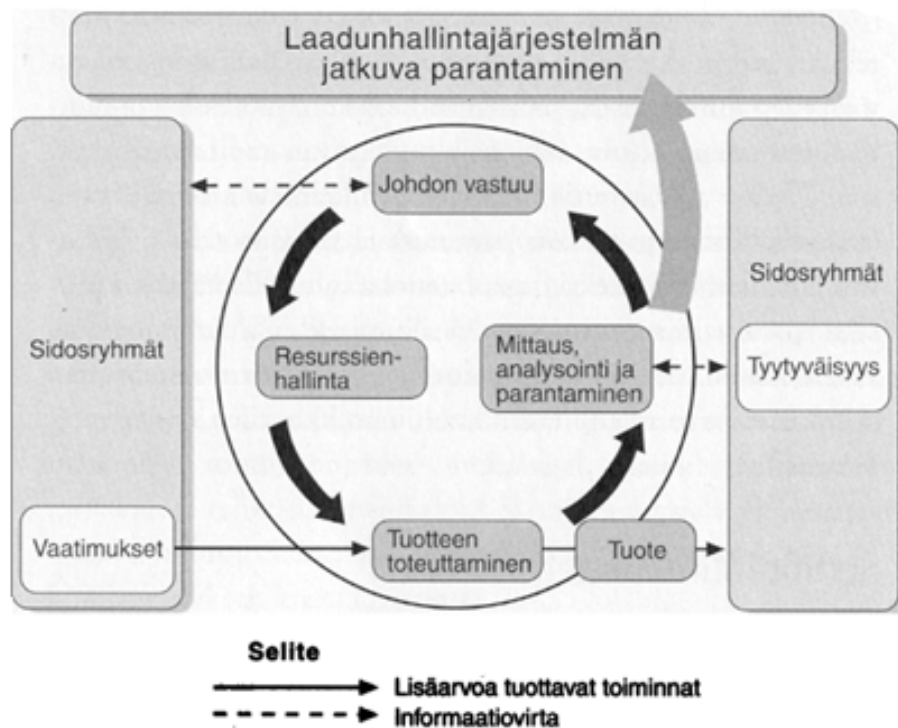 Laadunhallintajärjestelmän
jatkuva parantaminen
Johdon vastuu
Sidosryhmät
Sidosryhmät
Resurssien-
hallinta
Mittaus,
analysointi ja
parantaminen
Tyytyväisyys
Vaatimukset
Tuotteen
toteuttaminen
Tuote
Selite
Lisäarvoa tuottavat toiminnat
Informaatiovirta